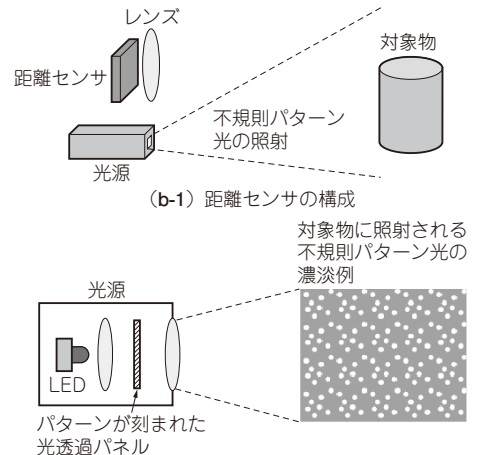 レンズ
対象物
距離センサ
不規則パターン
光の照射
光源
（b-1）距離センサの構成
対象物に照射される
不規則パターン光の
濃淡例
光源
LED
パターンが刻まれた
光透過パネル